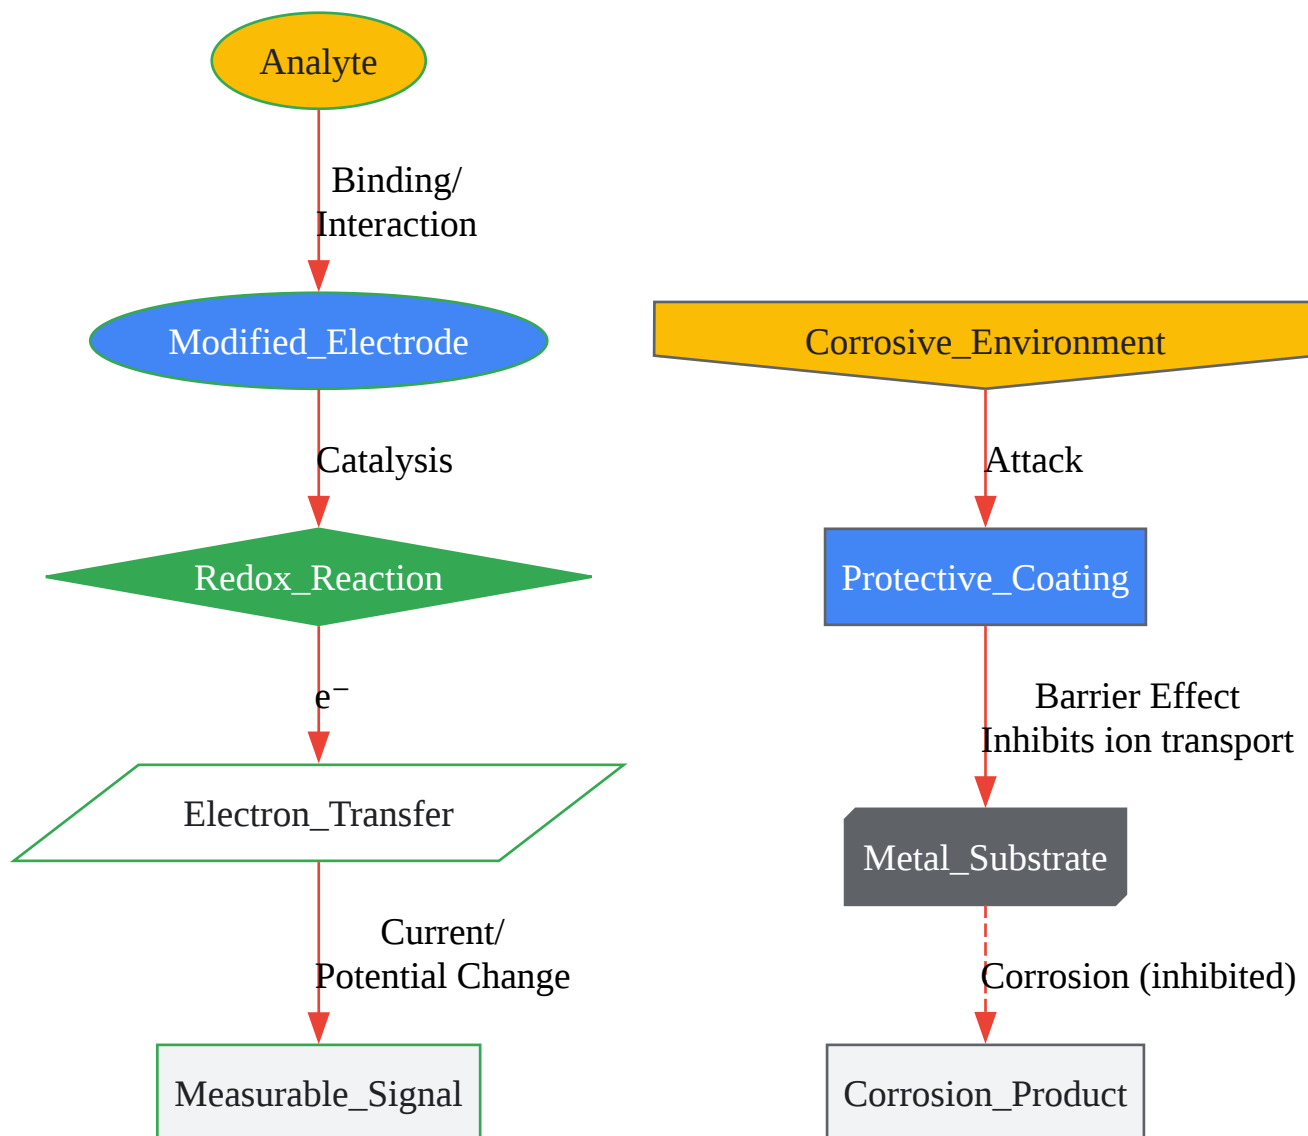 Analyte
Binding/
Interaction
Modified_Electrode
Catalysis
Redox_Reaction
e⁻
Electron_Transfer
Current/
Potential Change
Measurable_Signal
Corrosive_Environment
Attack
Protective_Coating
Barrier Effect
Inhibits ion transport
Metal_Substrate
Corrosion (inhibited)
Corrosion_Product